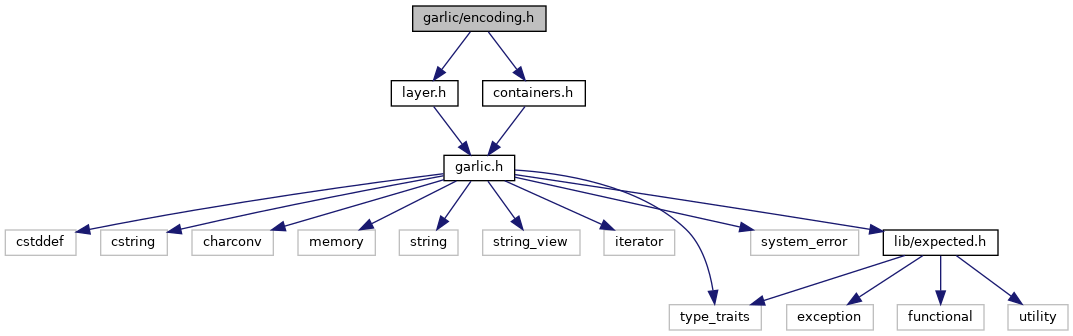 garlic/encoding.h
layer.h
containers.h
garlic.h
cstddef
cstring
charconv
memory
string
string_view
iterator
system_error
lib/expected.h
type_traits
exception
functional
utility